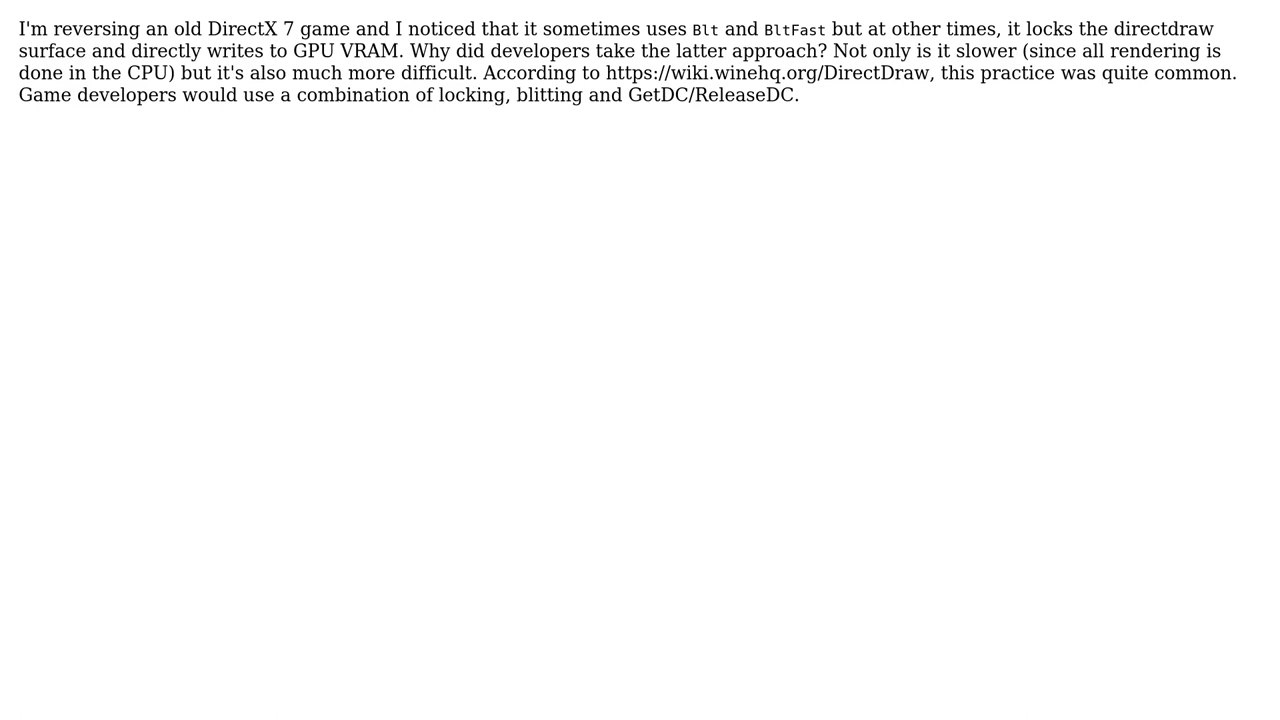 I'm reversing an old DirectX 7 game and I noticed that it sometimes uses Blt and BltFast but at other times, it locks the directdraw
surface and directly writes to GPU VRAM. Why did developers take the latter approach? Not only is it slower (since all rendering is
done in the CPU) but it's also much more difficult. According to https://wiki.winehq.org/DirectDraw, this practice was quite common.
Game developers would use a combination of locking, blitting and GetDC/ReleaseDC.